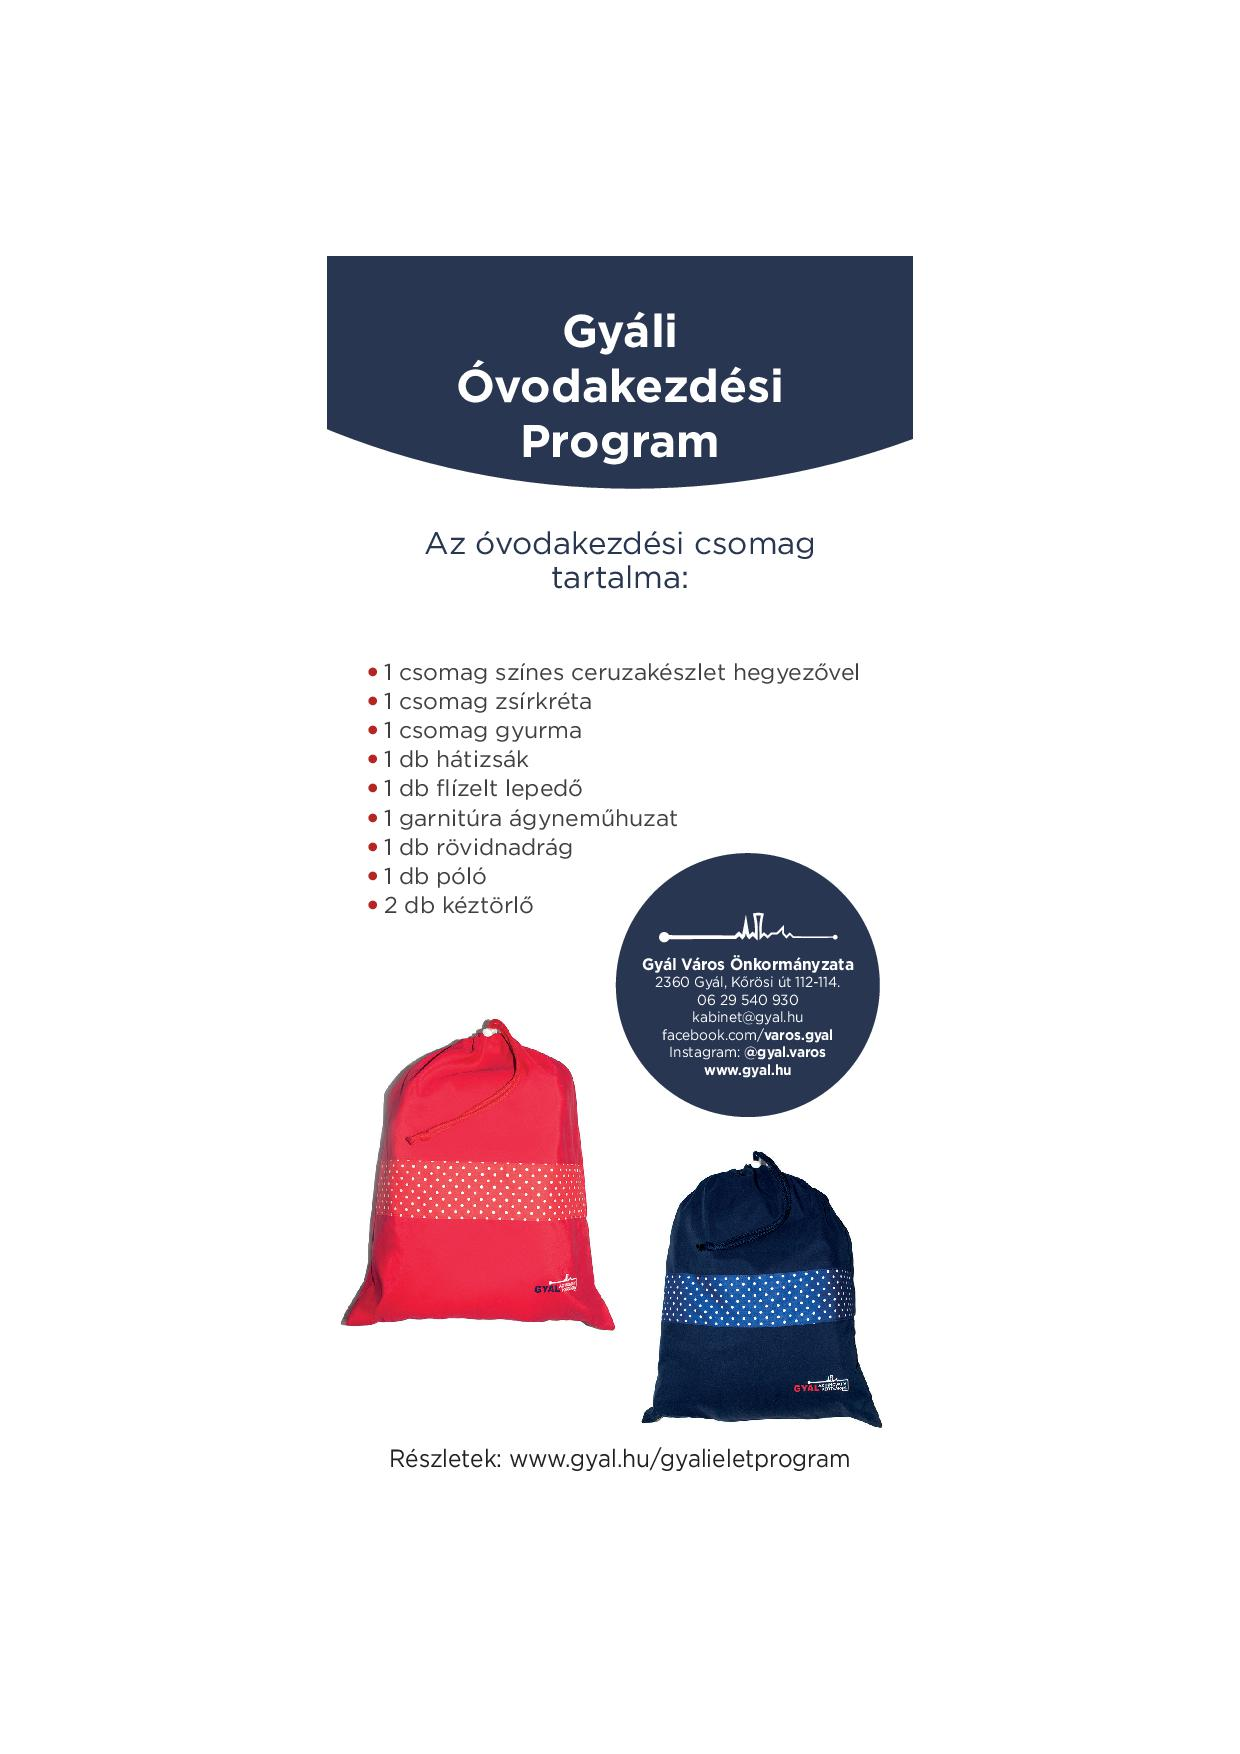 Gyáli
Óvodakezdési
Program
Az óvodakezdési csomag
tartalma:
• 1 csomag színes ceruzakészlet hegyezővel
• 1 csomag zsírkréta
• 1 csomag gyurma
• 1 db hátizsák
• 1 db flízelt lepedő
• 1 garnitúra ágyneműhuzat
• 1 db rövidnadrág
• 1 db póló
• 2 db kéztörlő
Gyál Város Önkormányzata
2360 Gyál, Kőrösi út 112-114.
06 29 540 930
kabinet@gyal.hu
facebook.com/varos.gyal
Instagram: @gyal.varos
www.gyal.hu
GYÁL
GYÁL
Részletek: www.gyal.hu/gyalieletprogram